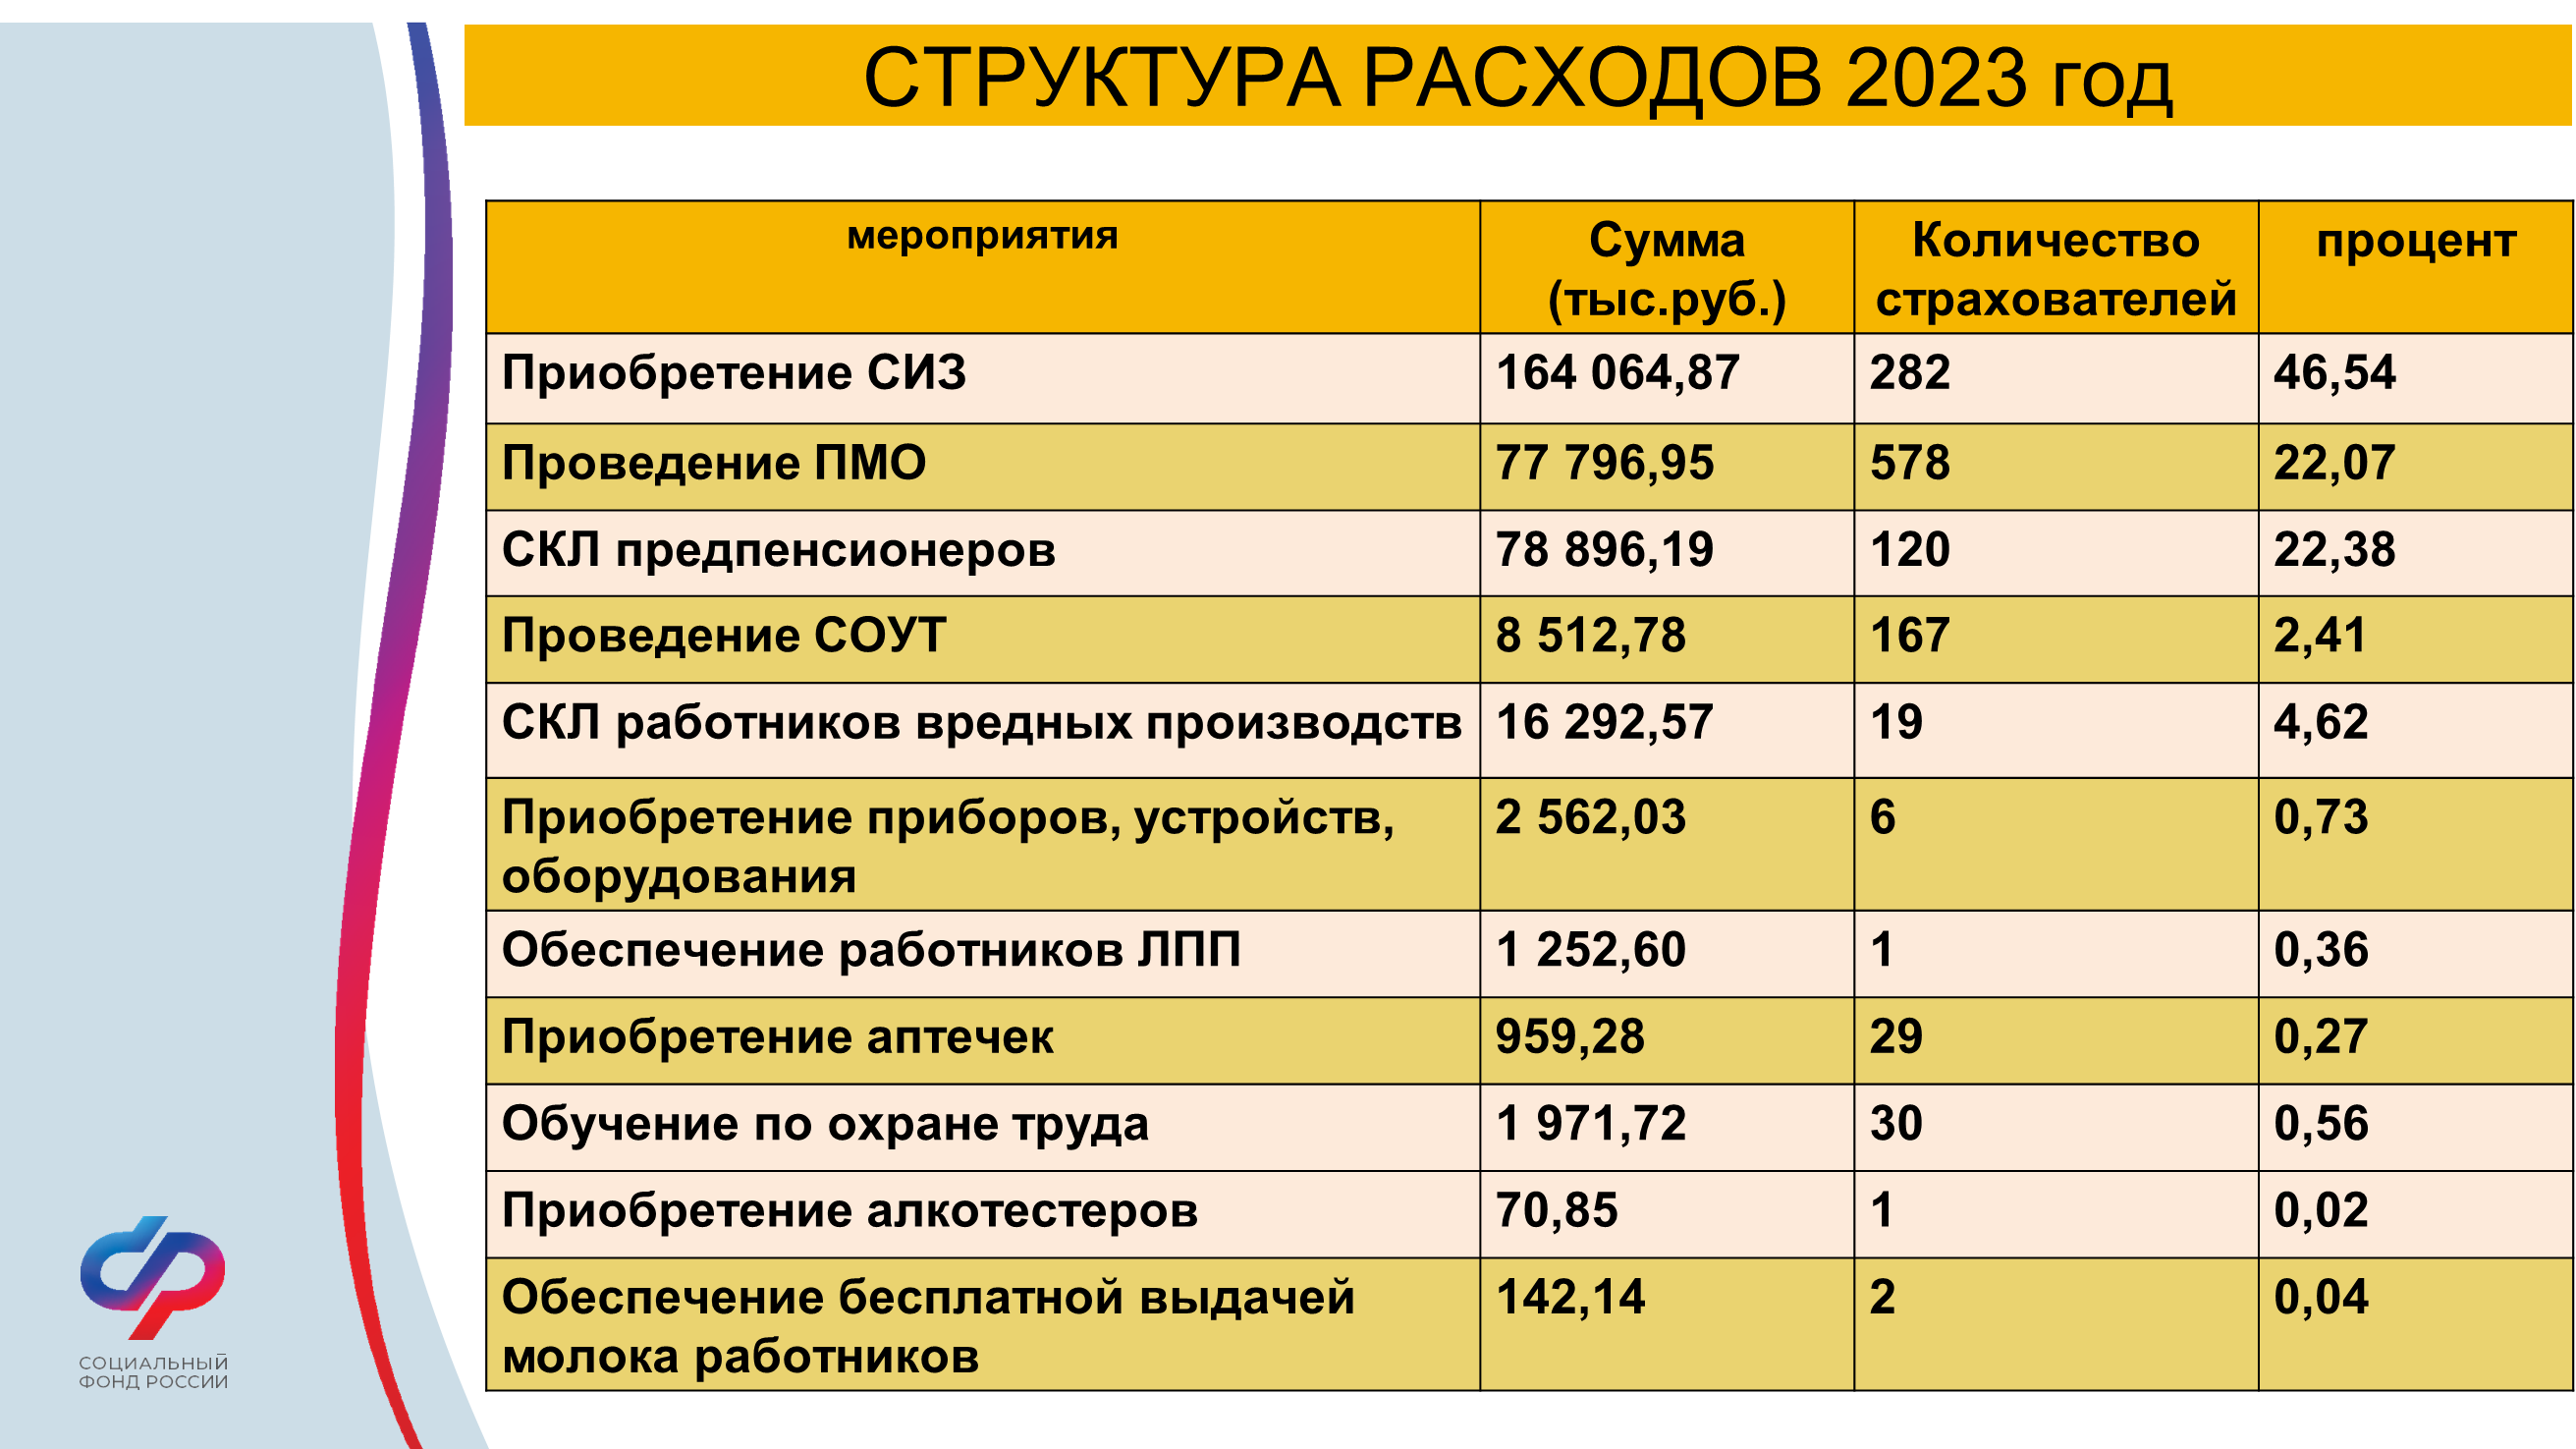 СТРУКТУРА РАСХОДОВ 2023 год
мероприятия
Сумма
(тыс.руб.)
Количество
страхователей
процент
Приобретение СИЗ 164 064,87 282 46,54
Проведение ПМО 77 796,95 578 22,07
СКЛ предпенсионеров 78 896,19 120 22,38
Проведение СОУТ 8 512,78 167 2,41
СКЛ работников вредных производств 16 292,57 19 4,62
Приобретение приборов, устройств,
оборудования 2 562,03 6 0,73
Обеспечение работников ЛПП 1 252,60 1 0,36
Приобретение аптечек 959,28 29 0,27
Обучение по охране труда 1 971,72 30 0,56
Приобретение алкотестеров 70,85 1 0,02
Обеспечение бесплатной выдачей
молока работников 142,14 2 0,04
СОЦИАЛЬНЫЙ
ФОНД РОССИИ